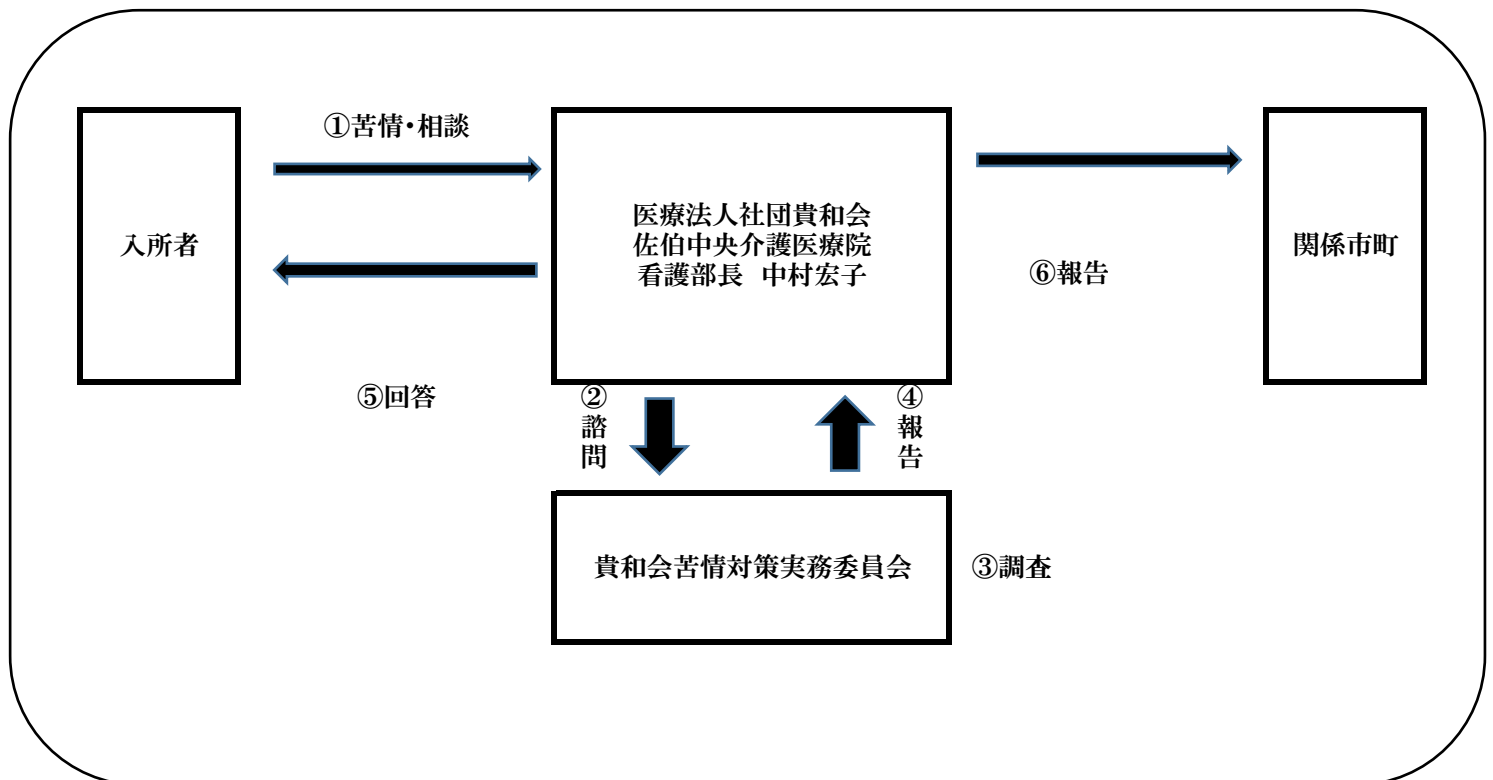 ①苦情・相談
入所者
医療法人社団貴和会
佐伯中央介護医療院
看護部長 中村宏子
関係市町
⑥報告
⑤回答
②諮問
④報告
貴和会苦情対策実務委員会
③調査